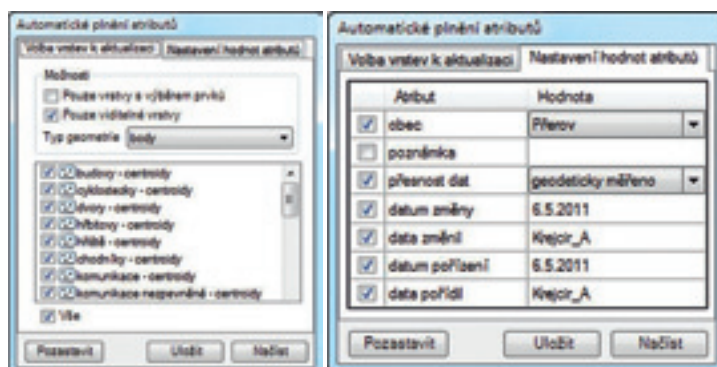 Automatické plnění atributů
Volba vrstev k aktualizaci Nastavení hodnot atributů
Možnosti
Pouze vrstvy s výběrem prvků
Pouze viditelné vrstvy
Typ geometrie body
budovy - centroidy
cyklostezky - centroidy
dvory - centroidy
hřbitovy - centroidy
hřiště - centroidy
chodníky - centroidy
komunikace - centroidy
komunikace nezpevněné - centroidy
Vše
Pozastavit Uložit Načíst
Automatické plnění atributů
Volba vrstev k aktualizaci Nastavení hodnot atributů
Atribut Hodnota
obec Přerov
poznámka
přesnost dat geodeticky měřeno
datum změny 6.5.2011
data změnil Krejcir_A
datum pořízení 6.5.2011
data pořídil Krejcir_A
Pozastavit Uložit Načíst